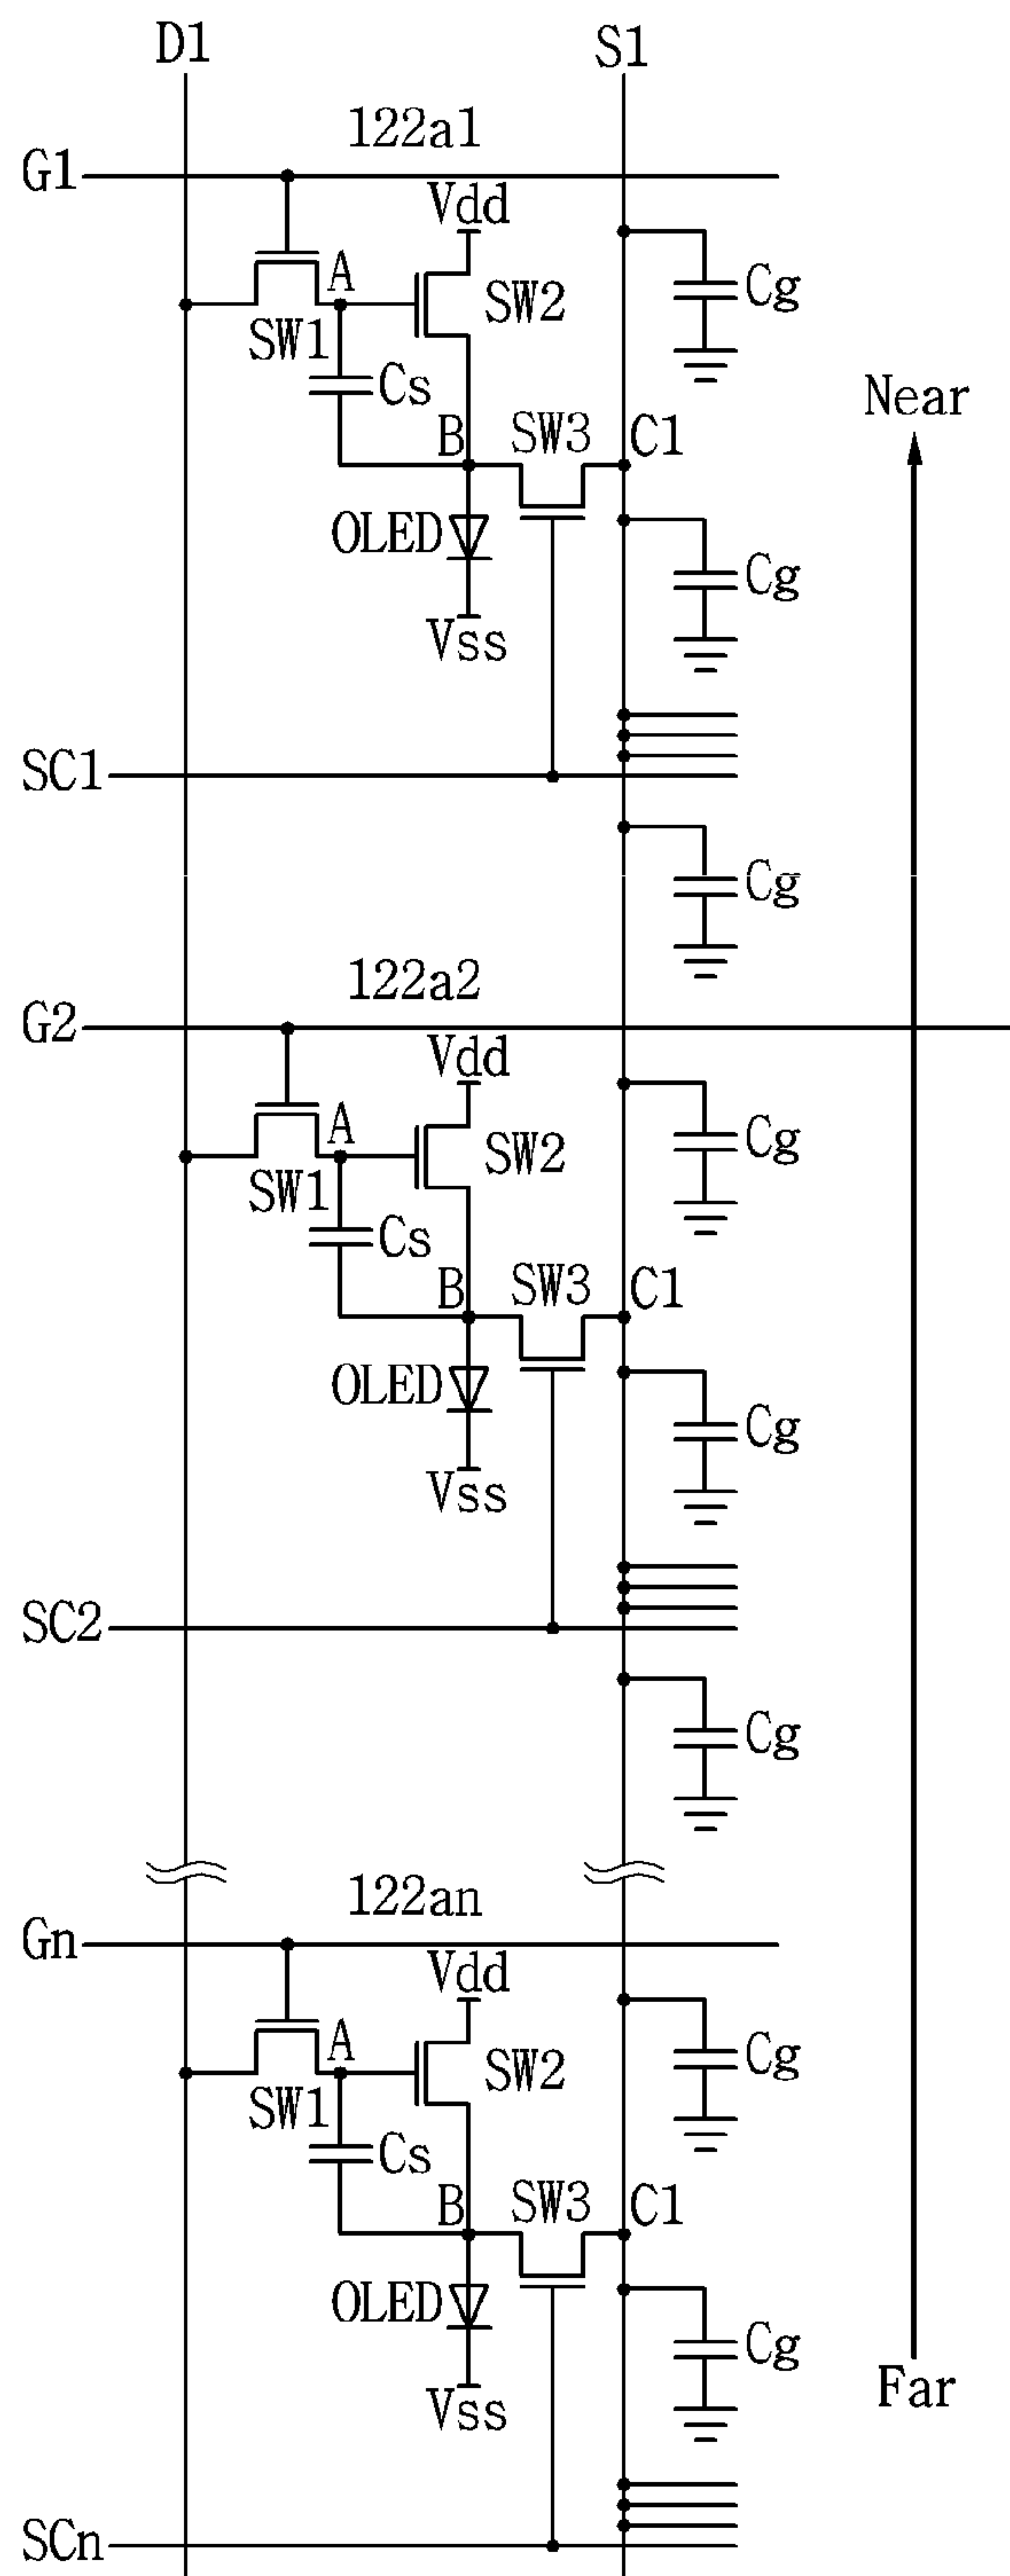 D1 S1
122a1
G1
Vdd
A SW2 Cg
SW1
Cs
Near
B SW3 C1
OLED
Cg
Vss
SC1
Cg
122a2
G2
Vdd
A SW2 Cg
SW1
Cs
B SW3 C1
OLED
Cg
Vss
SC2
Cg
122an
Gn
Vdd
A SW2 Cg
SW1
Cs
B SW3 C1
OLED
Cg
Far
Vss
SCn